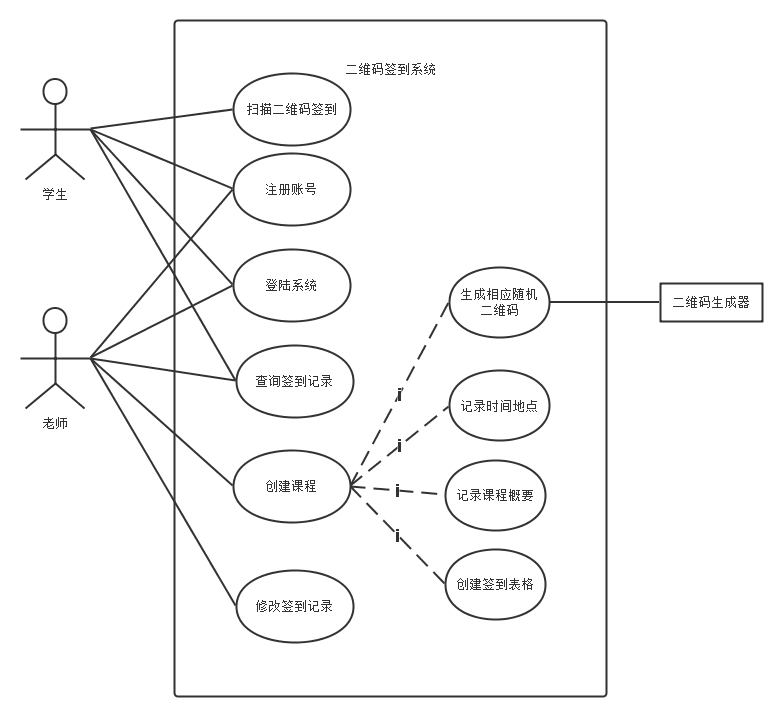 二维码签到系统
扫描二维码签到
学生
注册账号
登陆系统
生成相应随机
二维码
二维码生成器
老师
查询签到记录
i
记录时间地点
i
创建课程
i
记录课程概要
i
创建签到表格
修改签到记录